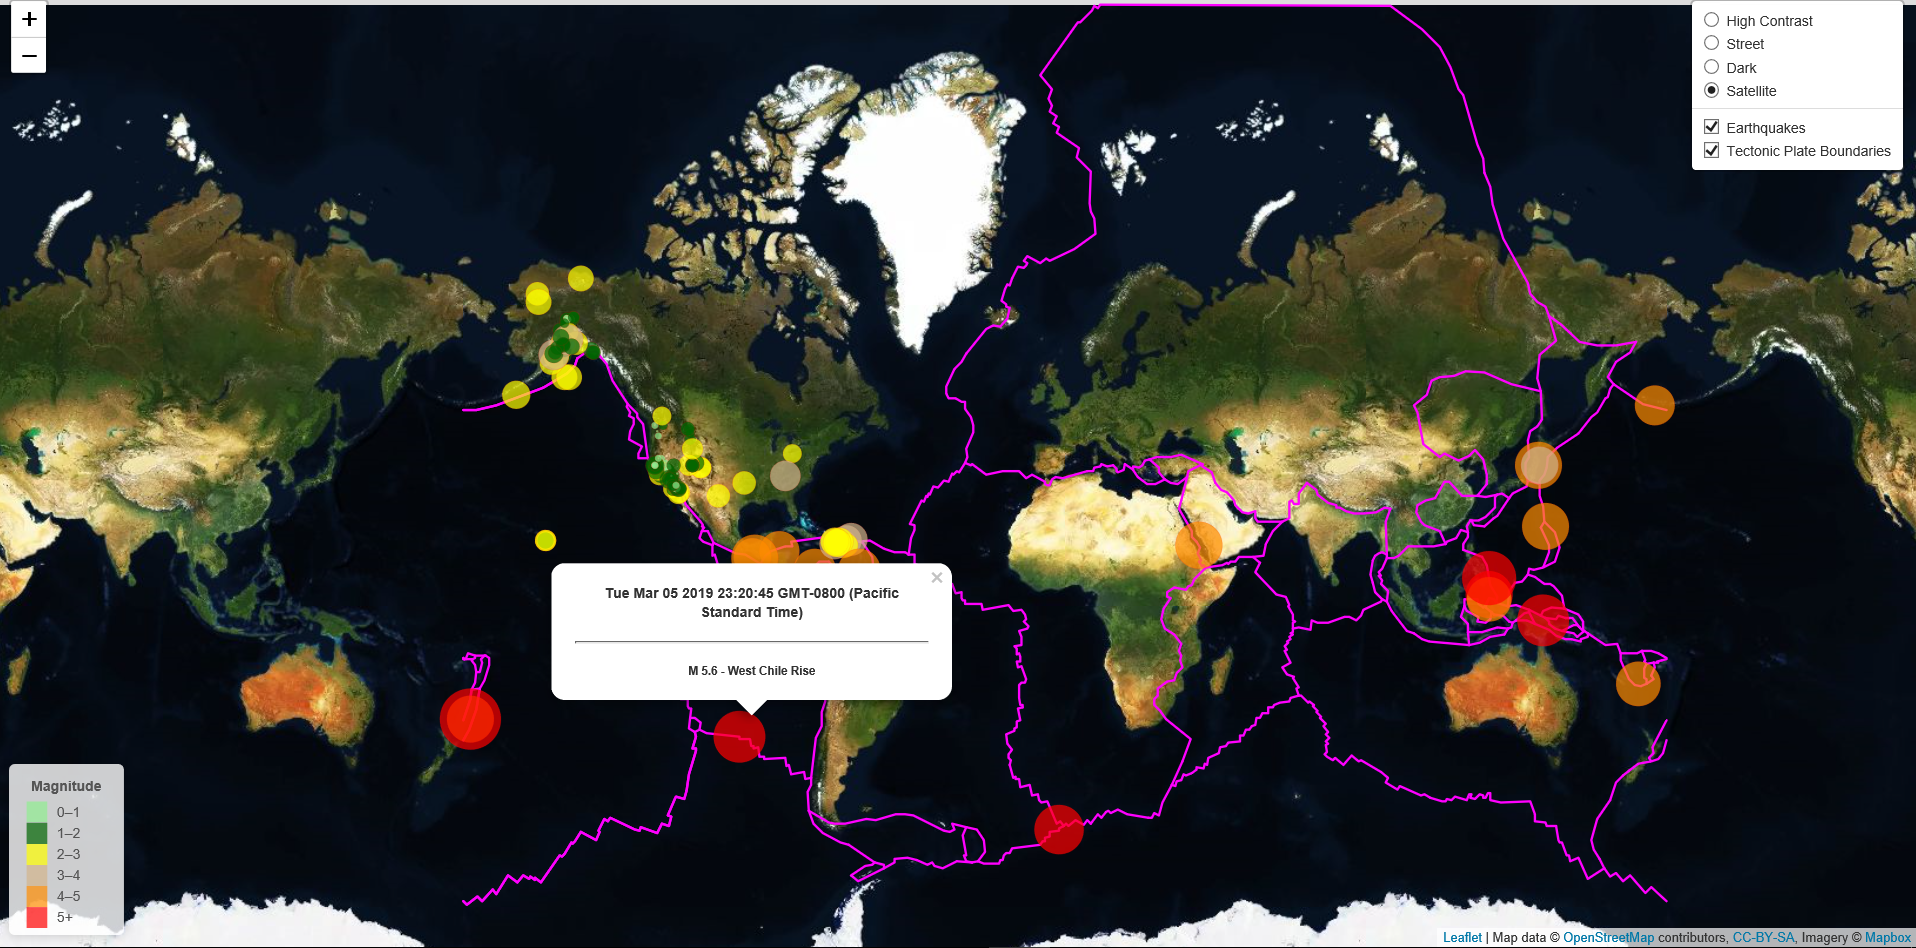 +
−
High Contrast
Street
Dark
Satellite
Earthquakes
Tectonic Plate Boundaries
×
Tue Mar 05 2019 23:20:45 GMT-0800 (Pacific
Standard Time)
M 5.6 - West Chile Rise
Magnitude
0–1
1–2
2–3
3–4
4–5
5+
Leaflet | Map data © OpenStreetMap contributors, CC-BY-SA, Imagery © Mapbox